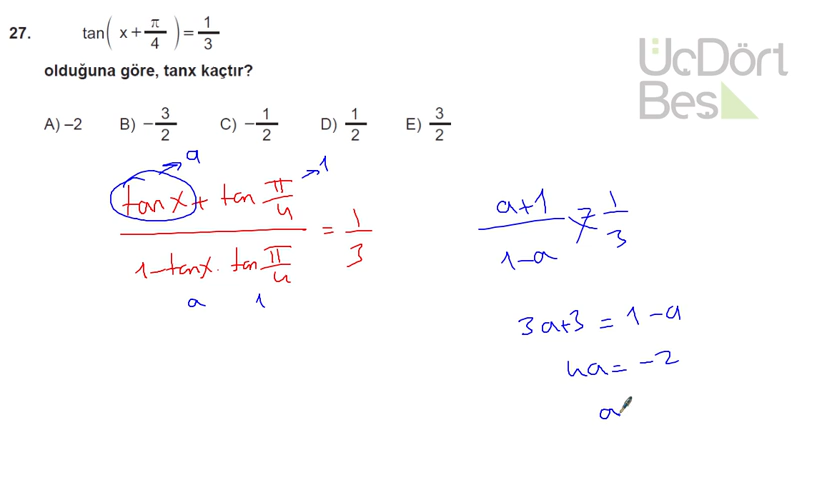 27. tan(x + π/4) = 1/3
olduğuna göre, tanx kaçtır?
A) –2 B) –3/2 C) –1/2 D) 1/2 E) 3/2
ÜçDört
Beş
a
1
(tanx + tan π/4) / (1 – tanx . tan π/4) = 1/3
a 1
(a+1)/(1–a) = 1/3
3a+3 = 1–a
4a = –2
a